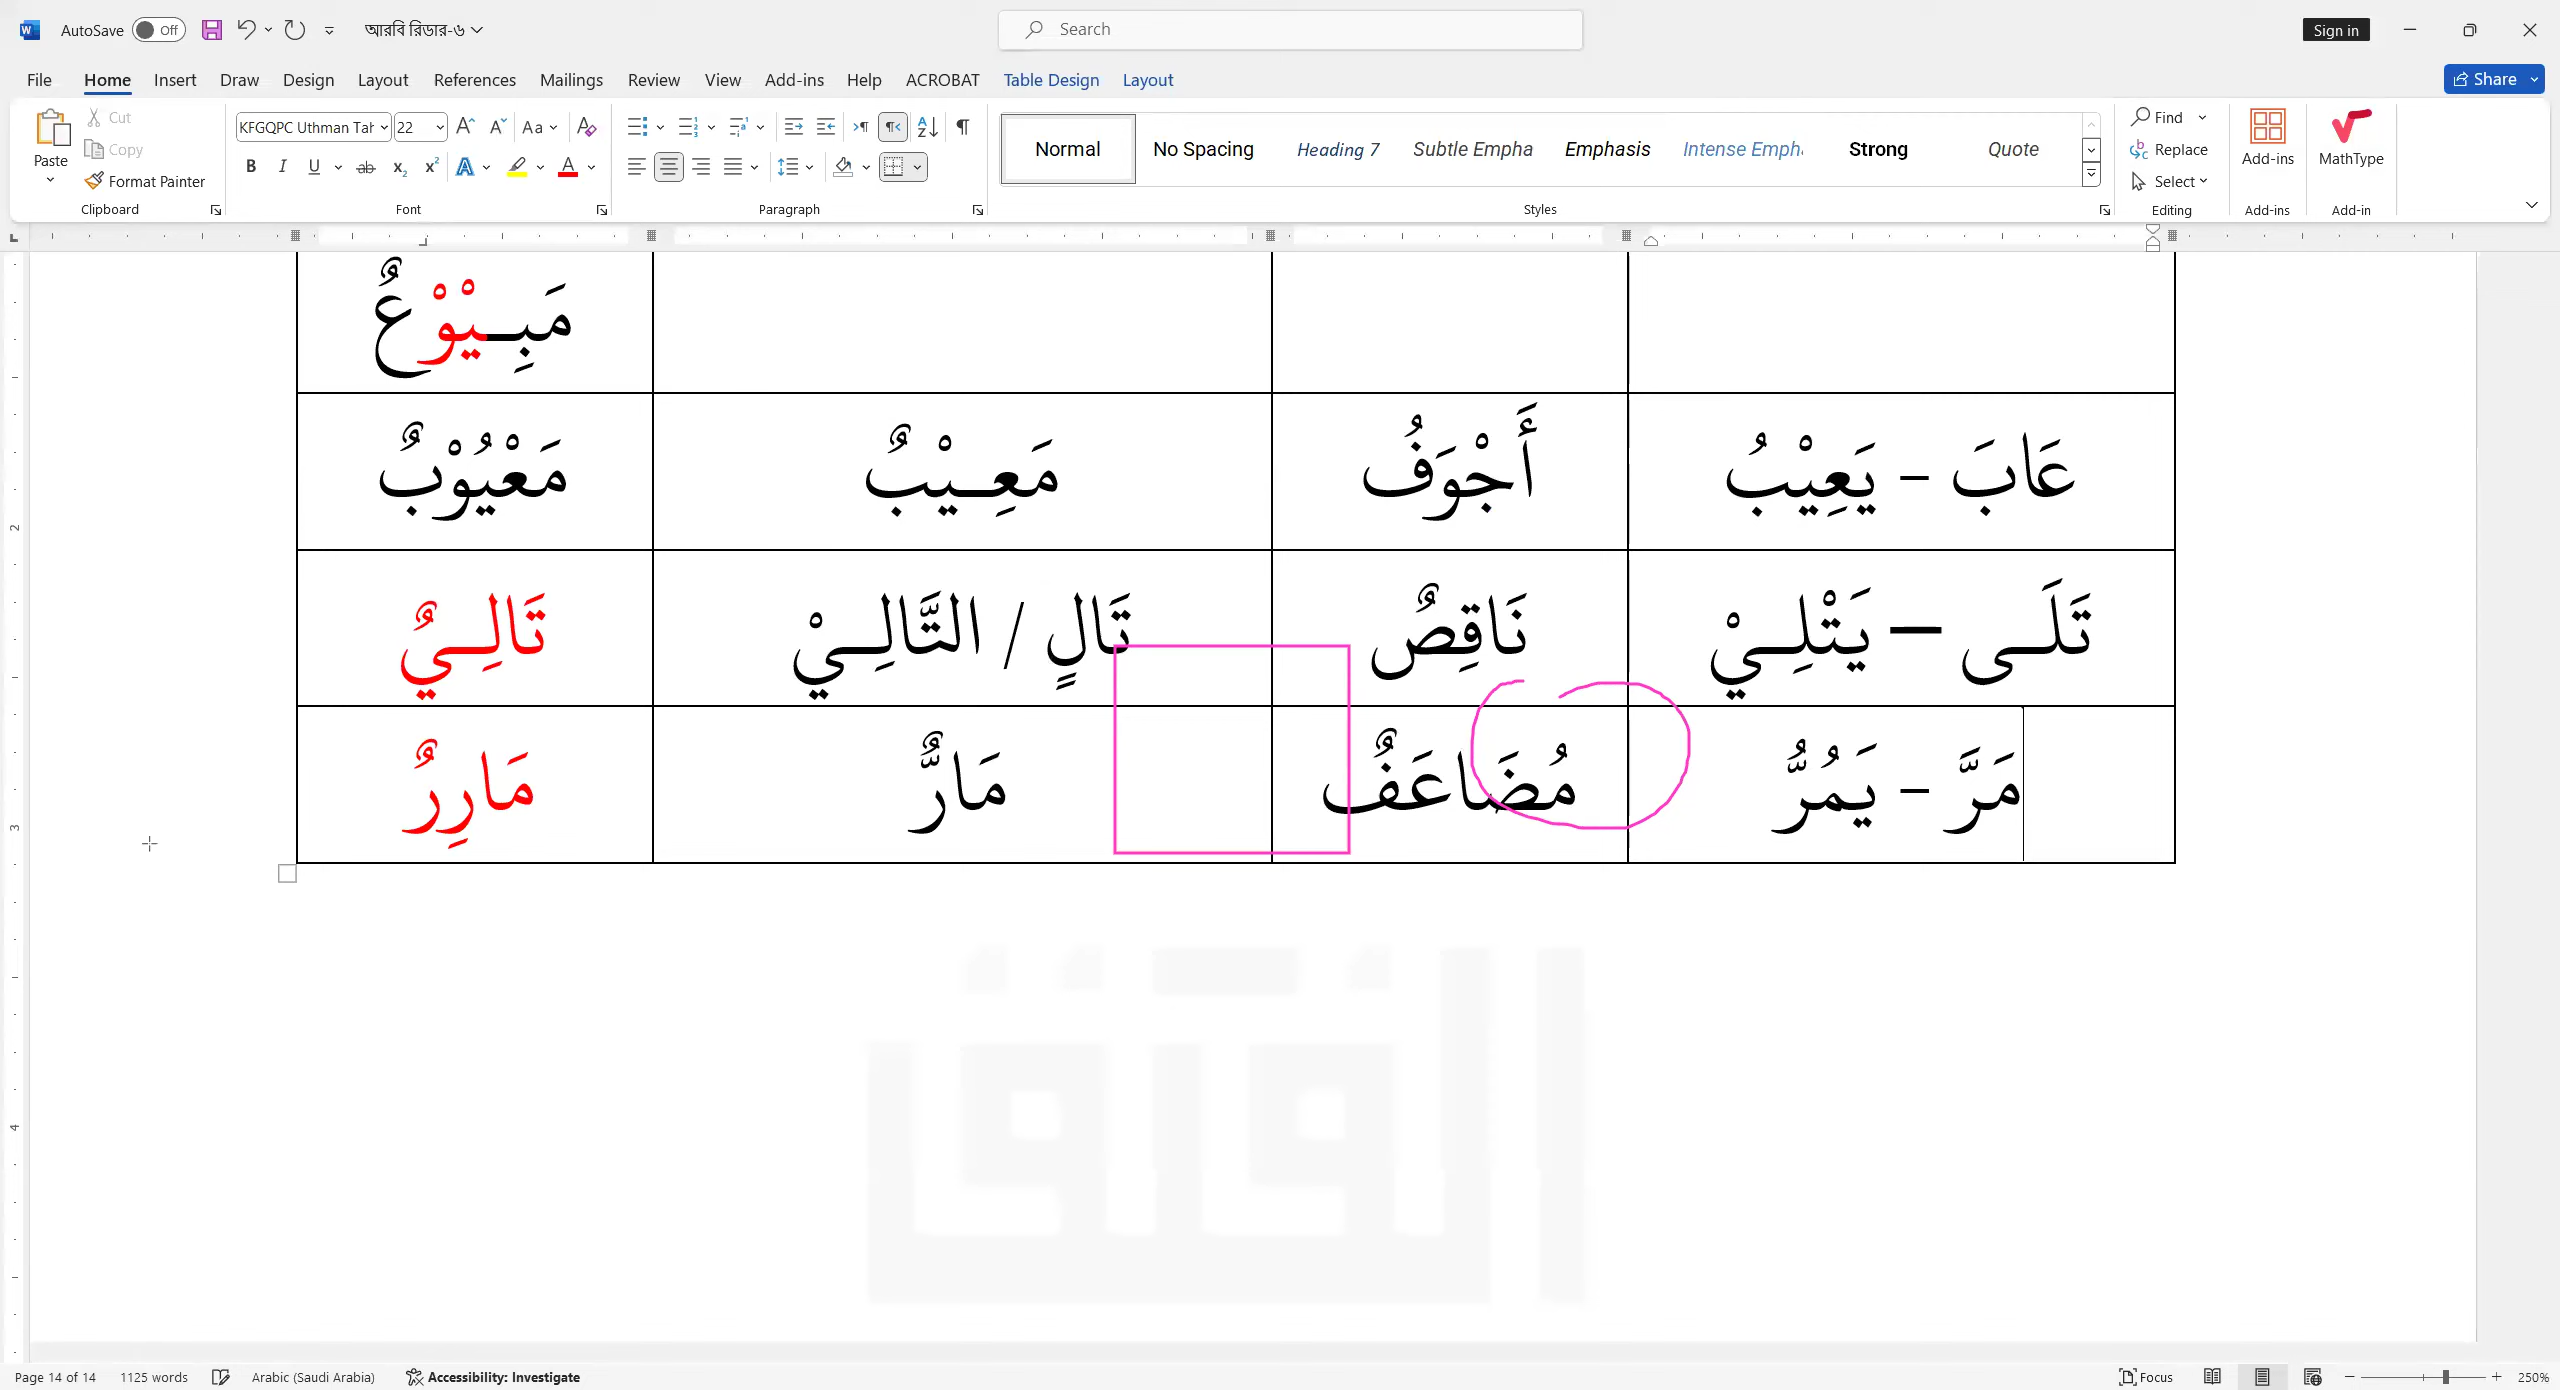 AutoSave Off আরবি রিডার-৬ Search Sign in
File Home Insert Draw Design Layout References Mailings Review View Add-ins Help ACROBAT Table Design Layout Share
Paste Cut Copy Format Painter Clipboard
KFGQPC Uthman Tah 22 Font
Paragraph
Normal No Spacing Heading 7 Subtle Empha Emphasis Intense Emph Strong Quote Styles
Find Replace Select Editing
Add-ins Add-ins
MathType Add-in
مَبِـيْوْعٌ
عَابَ – يَعِيْبُ أَجْوَفُ مَعِـيْبٌ مَعْيُوْبٌ
تَلَـى – يَتْلِـيْ نَاقِصٌ تَالٍ / التَّالِـيْ تَالِـيٌ
مَرَّ – يَمُرُّ مُضَاعَفٌ مَارٌّ مَارِرٌ
2
3
4
Page 14 of 14 1125 words Arabic (Saudi Arabia) Accessibility: Investigate Focus 250%